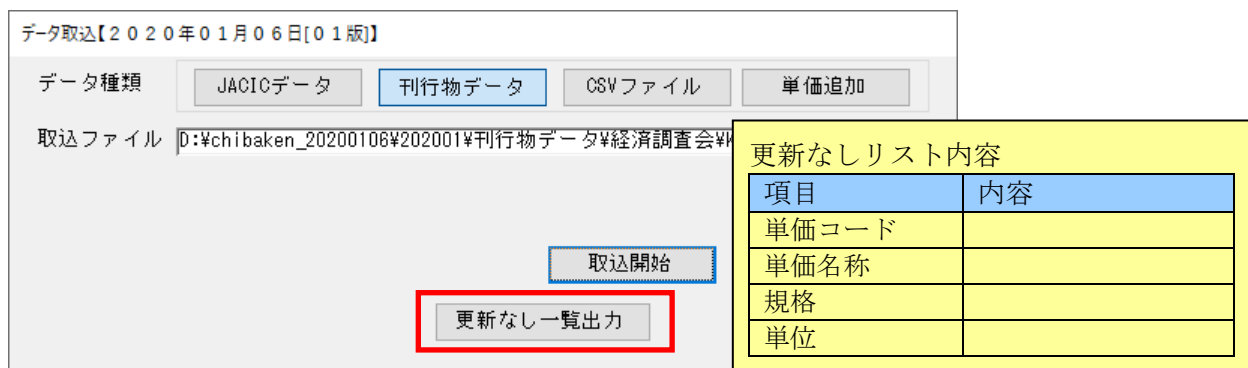 データ取込【2020年01月06日[01版]】
データ種類 JACICデータ 刊行物データ CSVファイル 単価追加
取込ファイル D:¥chibaken_20200106¥202001¥刊行物データ¥経済調査会¥K
取込開始
更新なし一覧出力
更新なしリスト内容
項目 内容
単価コード
単価名称
規格
単位